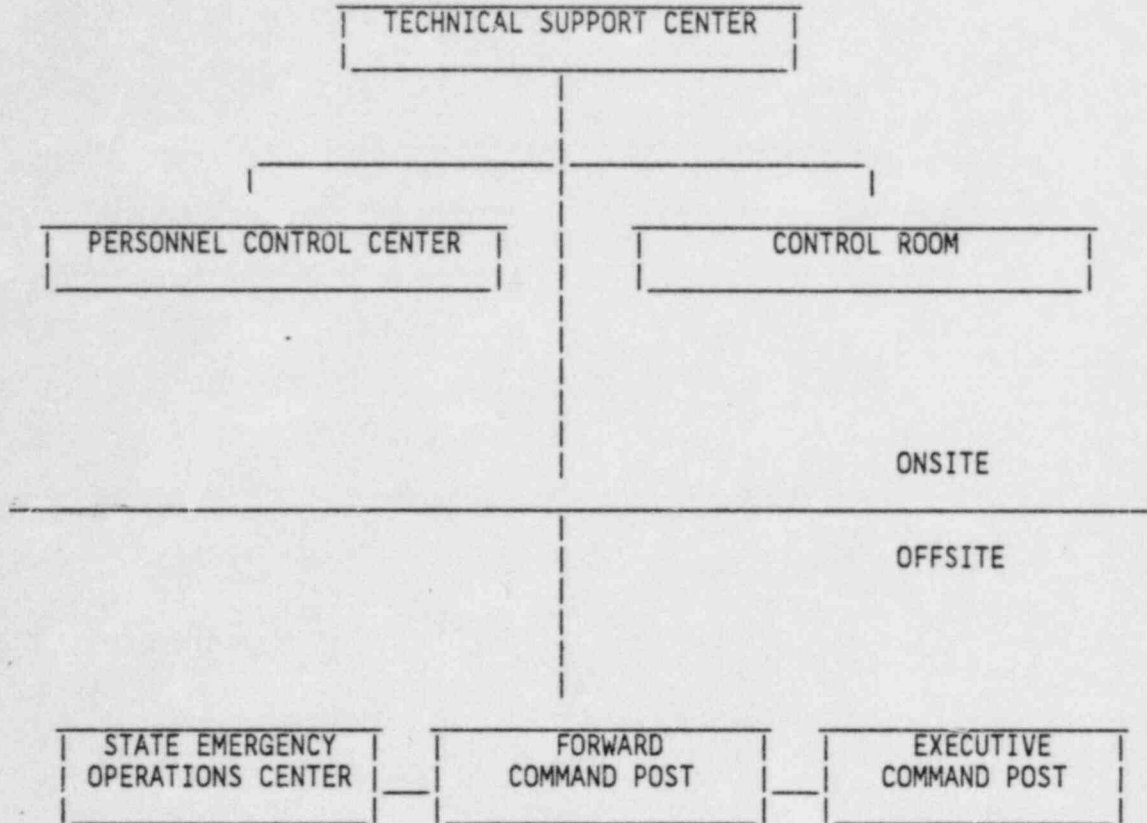 TECHNICAL SUPPORT CENTER
PERSONNEL CONTROL CENTER
CONTROL ROOM
ONSITE
OFFSITE
STATE EMERGENCY
OPERATIONS CENTER
FORWARD
COMMAND POST
EXECUTIVE
COMMAND POST